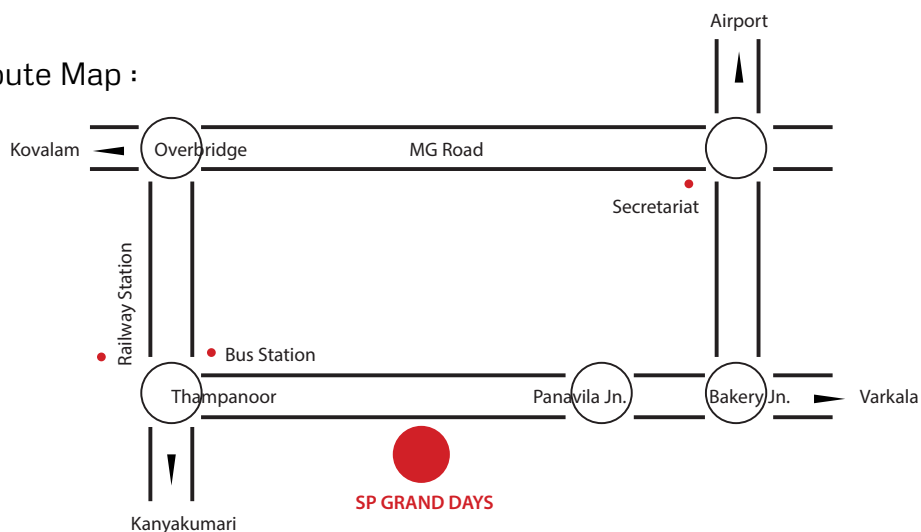 Airport
oute Map :
Kovalam
Overbridge
MG Road
Secretariat
Railway Station
Bus Station
Thampanoor
Panavila Jn.
Bakery Jn.
Varkala
SP GRAND DAYS
Kanyakumari